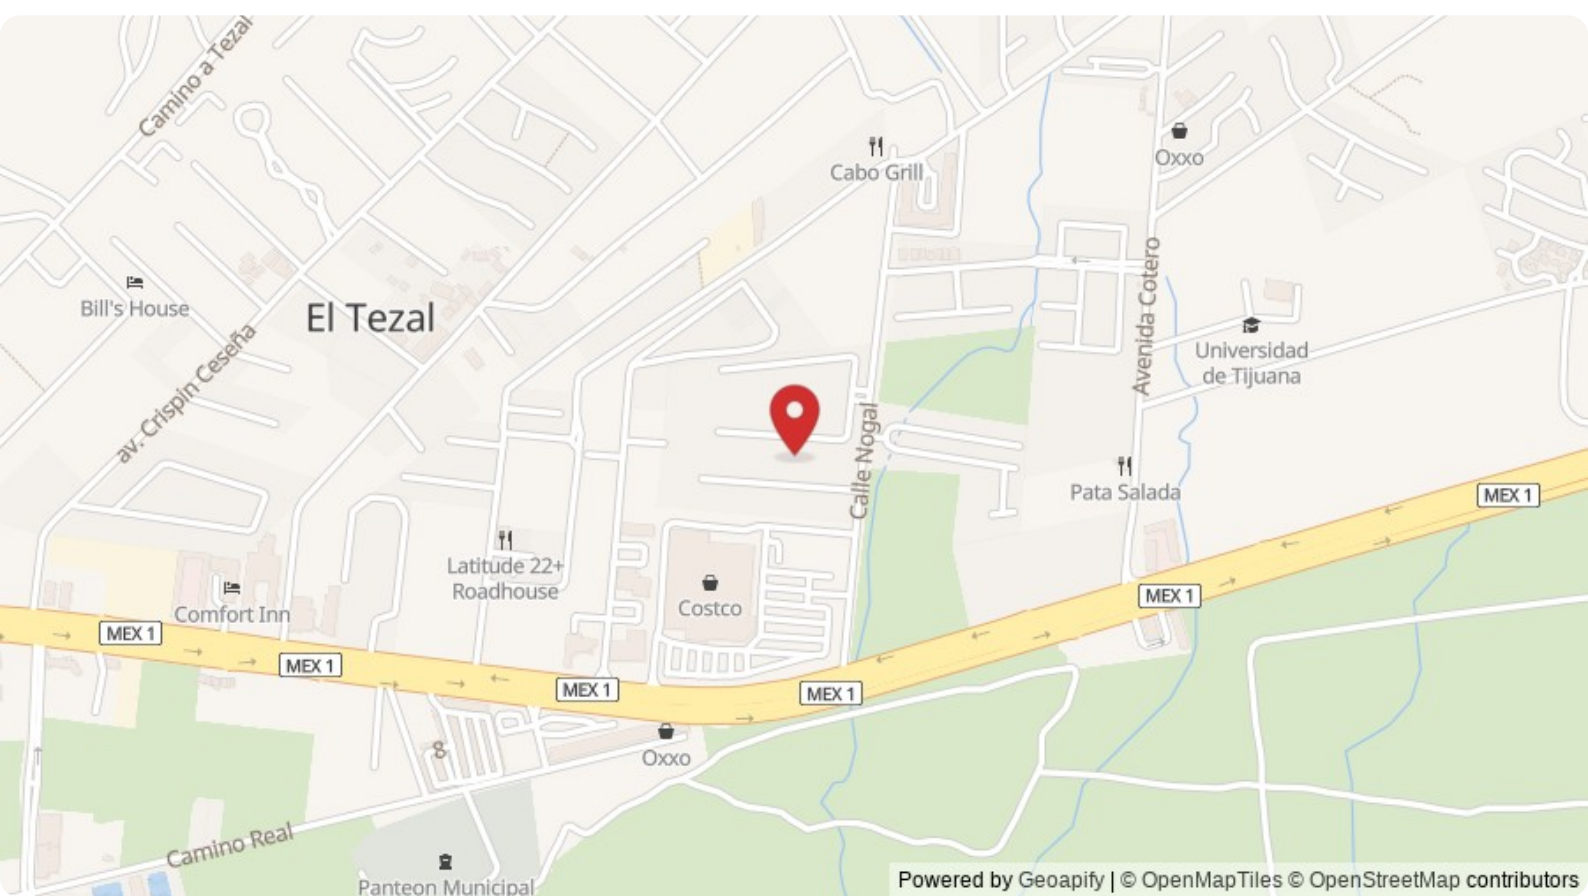 Camino a Tezal
Cabo Grill
Oxxo
Bill's House
El Tezal
av. Crispin Ceseña
Avenida Cotero
Universidad
de Tijuana
Calle Nogal
Pata Salada
MEX 1
Latitude 22+
Roadhouse
Costco
Comfort Inn
MEX 1
MEX 1
MEX 1
MEX 1
MEX 1
8
Oxxo
Camino Real
Panteon Municipal
Powered by Geoapify | © OpenMapTiles © OpenStreetMap contributors